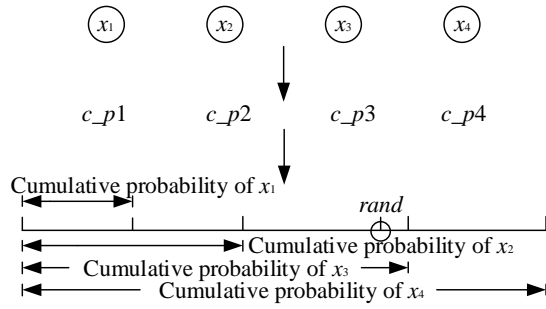 x₁ x₂ x₃ x₄
c_p1 c_p2 c_p3 c_p4
Cumulative probability of x₁
rand
Cumulative probability of x₂
Cumulative probability of x₃
Cumulative probability of x₄